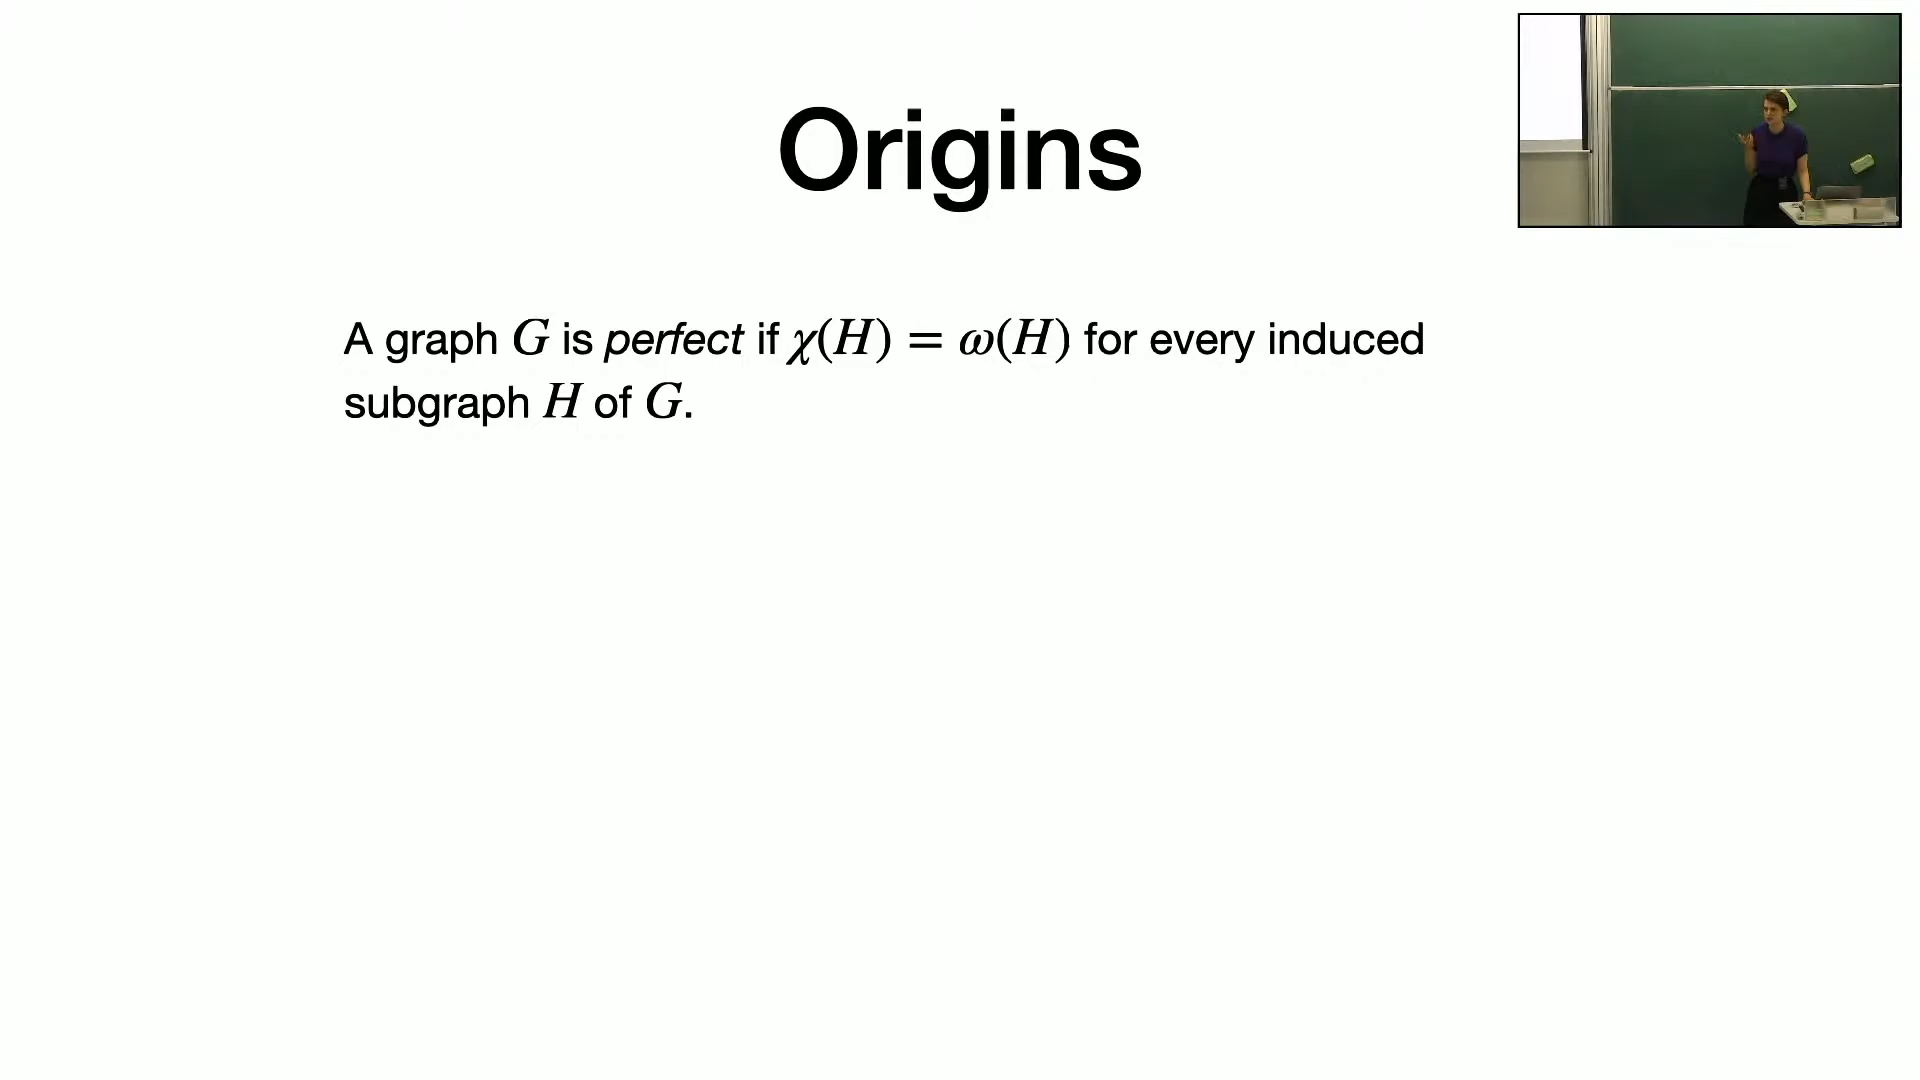 Origins
A graph G is perfect if χ(H) = ω(H) for every induced
subgraph H of G.